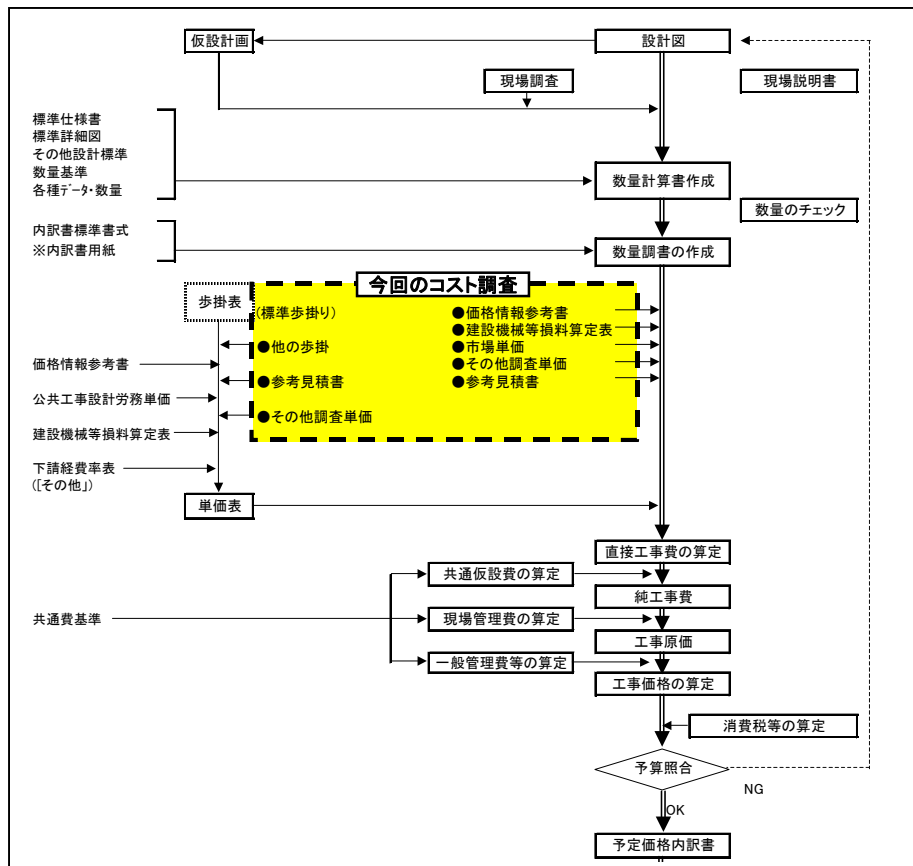 仮設計画
設計図
現場調査
現場説明書
標準仕様書
標準詳細図
その他設計標準
数量基準
各種データ・数量
数量計算書作成
数量のチェック
内訳書標準書式
※内訳書用紙
数量調書の作成
今回のコスト調査
歩掛表
(標準歩掛り)
●他の歩掛
●参考見積書
●その他調査単価
●価格情報参考書
●建設機械等損料算定表
●市場単価
●その他調査単価
●参考見積書
価格情報参考書
公共工事設計労務単価
建設機械等損料算定表
下請経費率表
(「その他」)
単価表
直接工事費の算定
共通仮設費の算定
純工事費
共通費基準
現場管理費の算定
工事原価
一般管理費等の算定
工事価格の算定
消費税等の算定
予算照合
NG
OK
予定価格内訳書